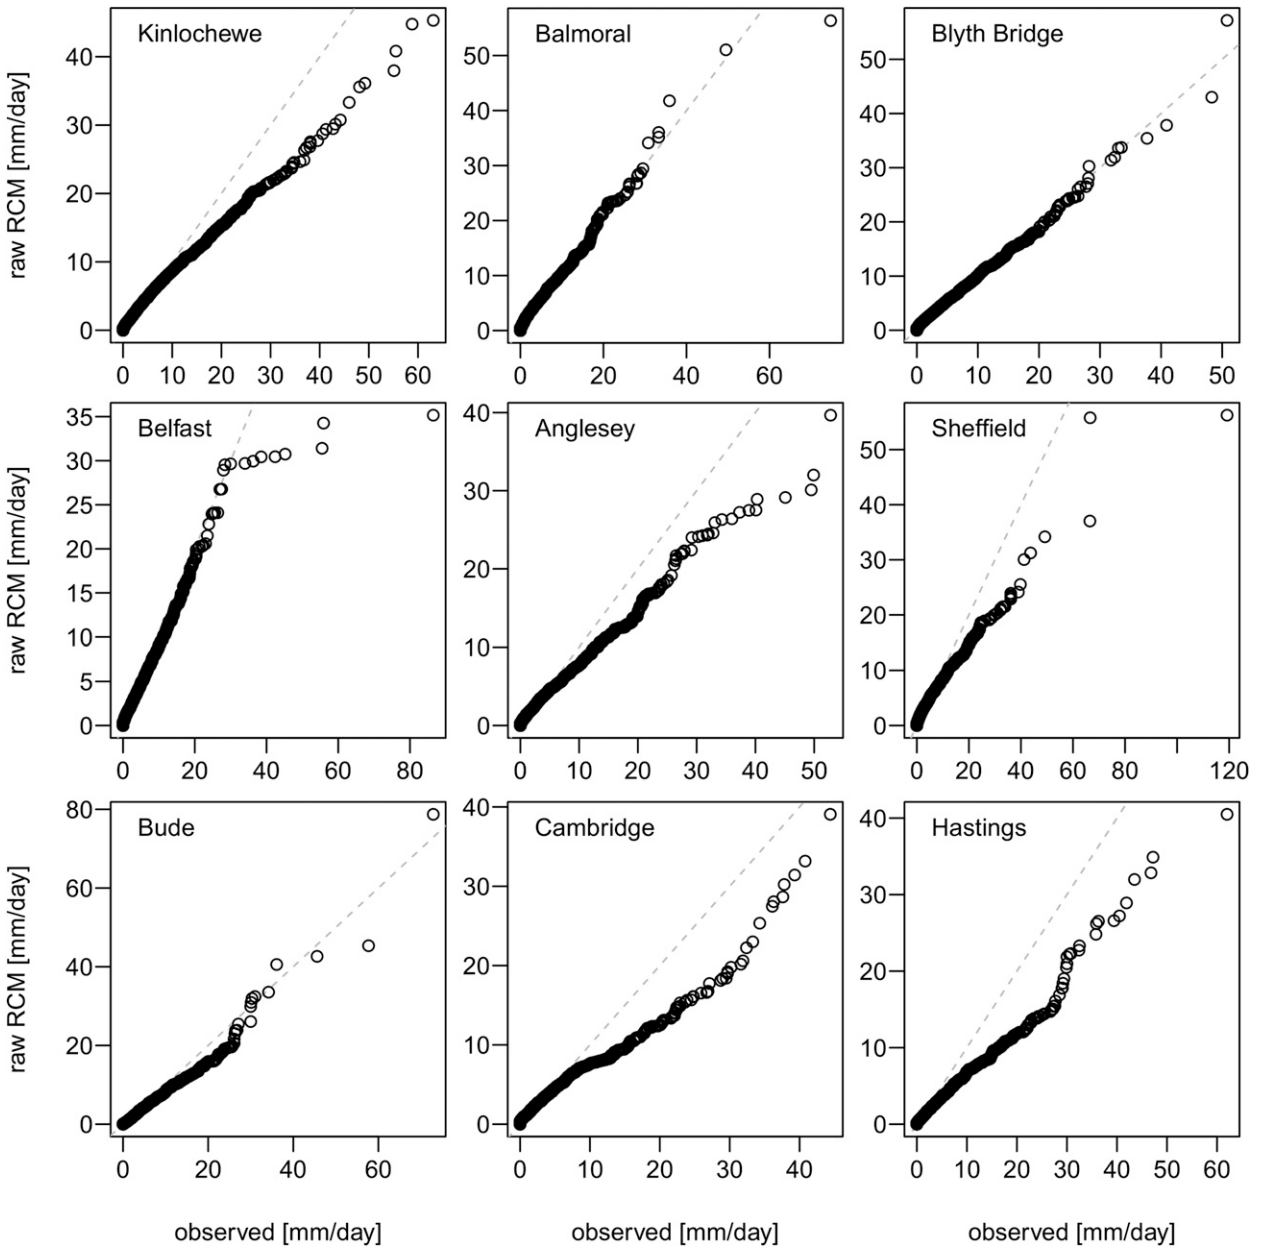 Kinlochewe
Balmoral
Blyth Bridge
raw RCM [mm/day]
40
30
20
10
0
50
40
30
20
10
0
50
40
30
20
10
0
0 10 20 30 40 50 60
0 20 40 60
0 10 20 30 40 50
Belfast
Anglesey
Sheffield
raw RCM [mm/day]
35
30
25
20
15
10
5
0
40
30
20
10
0
50
40
30
20
10
0
0 20 40 60 80
0 10 20 30 40 50
0 20 40 60 80 120
Bude
Cambridge
Hastings
raw RCM [mm/day]
80
60
40
20
0
40
30
20
10
0
40
30
20
10
0
0 20 40 60
0 10 20 30 40
0 10 20 30 40 50 60
observed [mm/day]
observed [mm/day]
observed [mm/day]